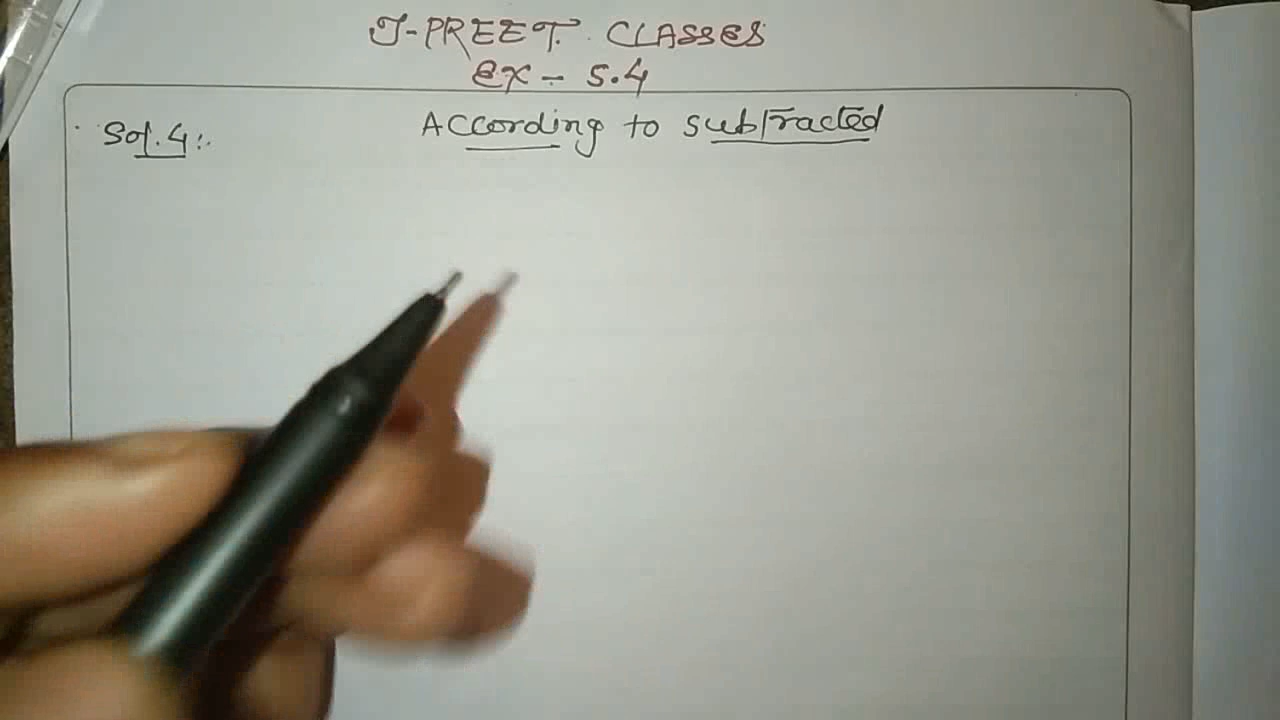 J-PREET CLASSES
EX - 5.4
Sol. 4:. According to subtracted